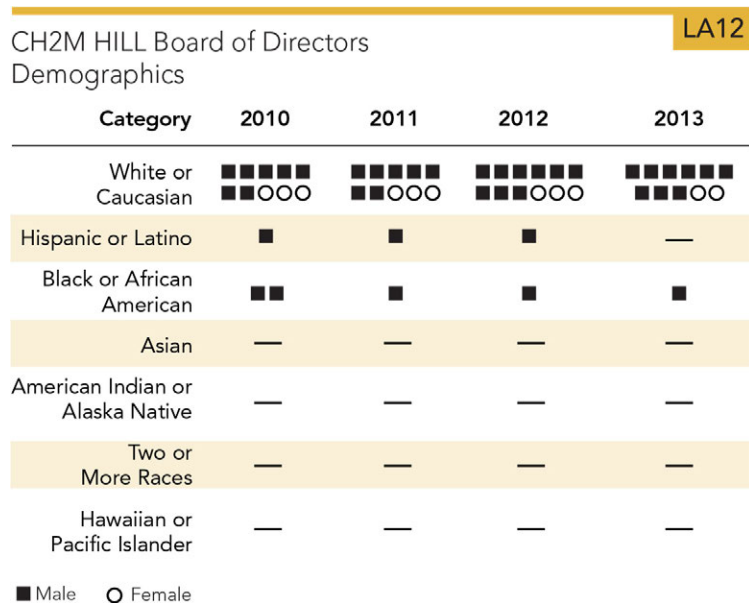 LA12
CH2M HILL Board of Directors
Demographics
Category 2010 2011 2012 2013
White or
Caucasian
Hispanic or Latino —
Black or African
American
Asian — — — —
American Indian or
Alaska Native — — — —
Two or
More Races — — — —
Hawaiian or
Pacific Islander — — — —
Male Female